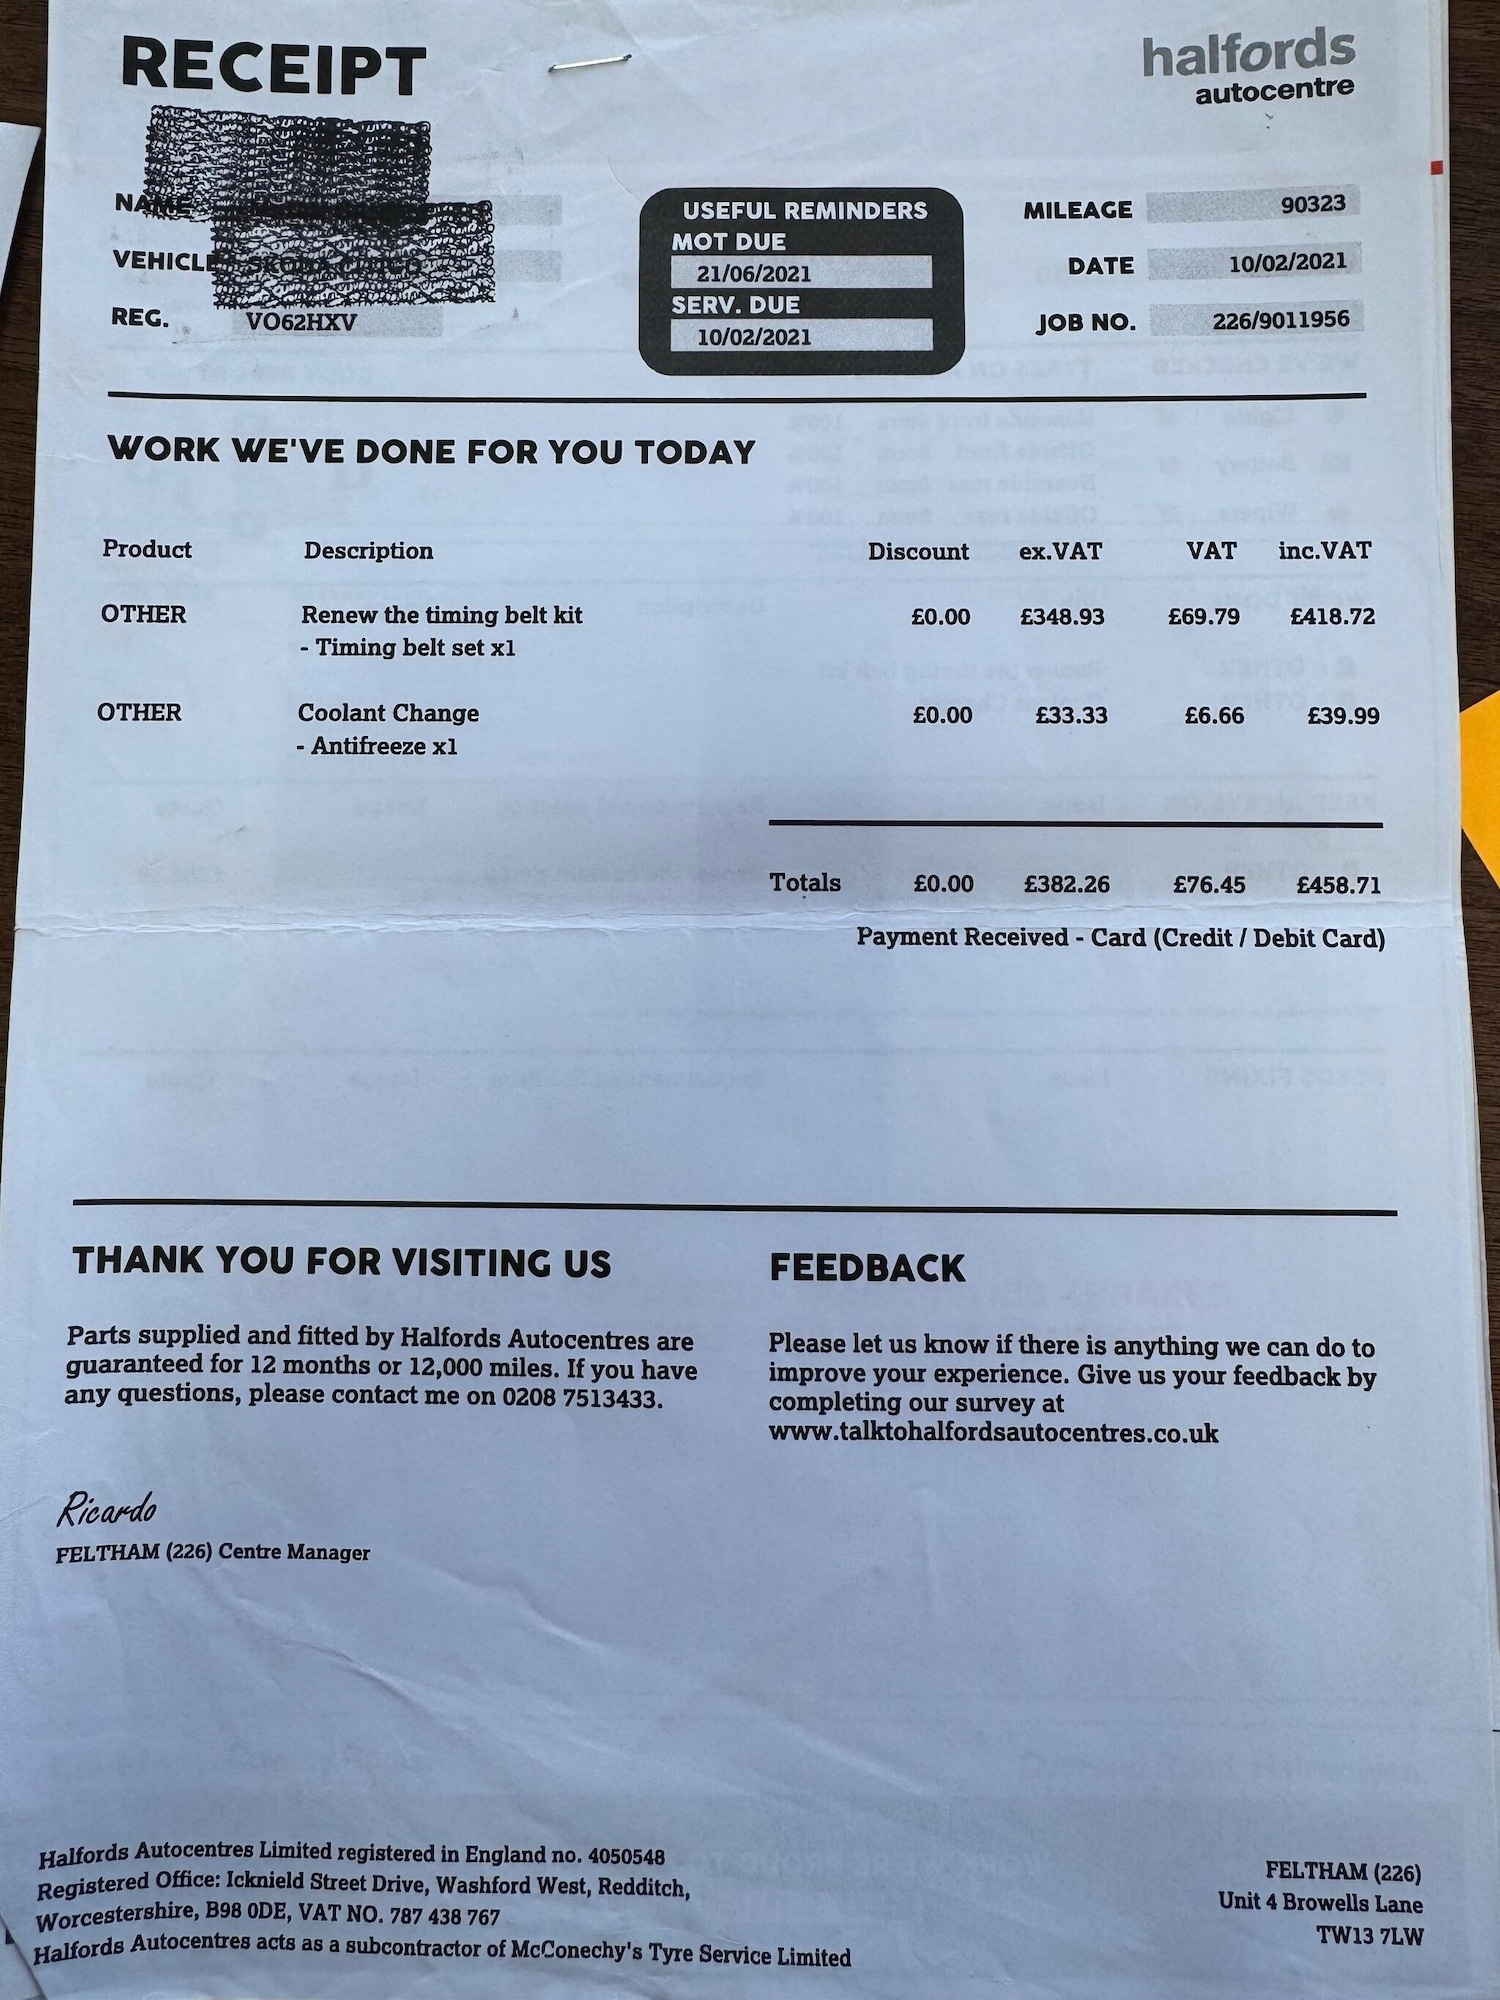 RECEIPT
halfords
autocentre
NAME
VEHICLE
REG. VO62HXV
USEFUL REMINDERS
MOT DUE
21/06/2021
SERV. DUE
10/02/2021
MILEAGE 90323
DATE 10/02/2021
JOB NO. 226/9011956
WORK WE'VE DONE FOR YOU TODAY
Product Description Discount ex.VAT VAT inc.VAT
OTHER Renew the timing belt kit £0.00 £348.93 £69.79 £418.72
- Timing belt set x1
OTHER Coolant Change £0.00 £33.33 £6.66 £39.99
- Antifreeze x1
Totals £0.00 £382.26 £76.45 £458.71
Payment Received - Card (Credit / Debit Card)
THANK YOU FOR VISITING US
Parts supplied and fitted by Halfords Autocentres are
guaranteed for 12 months or 12,000 miles. If you have
any questions, please contact me on 0208 7513433.
FEEDBACK
Please let us know if there is anything we can do to
improve your experience. Give us your feedback by
completing our survey at
www.talktohalfordsautocentres.co.uk
Ricardo
FELTHAM (226) Centre Manager
Halfords Autocentres Limited registered in England no. 4050548
Registered Office: Icknield Street Drive, Washford West, Redditch,
Worcestershire, B98 0DE, VAT NO. 787 438 767
Halfords Autocentres acts as a subcontractor of McConechy's Tyre Service Limited
FELTHAM (226)
Unit 4 Browells Lane
TW13 7LW